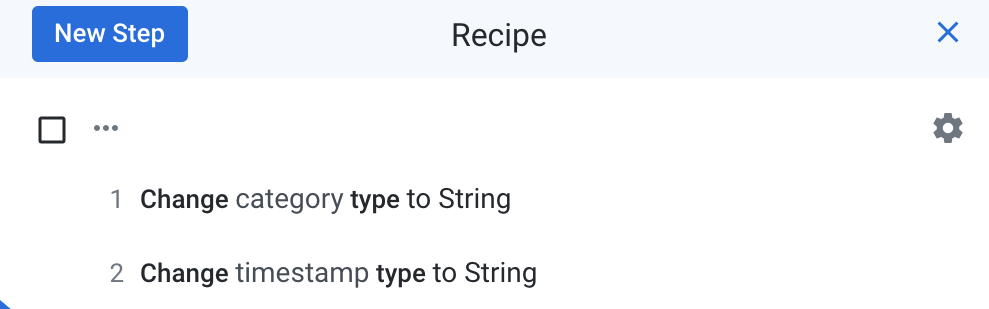 New Step
Recipe
1 Change category type to String
2 Change timestamp type to String